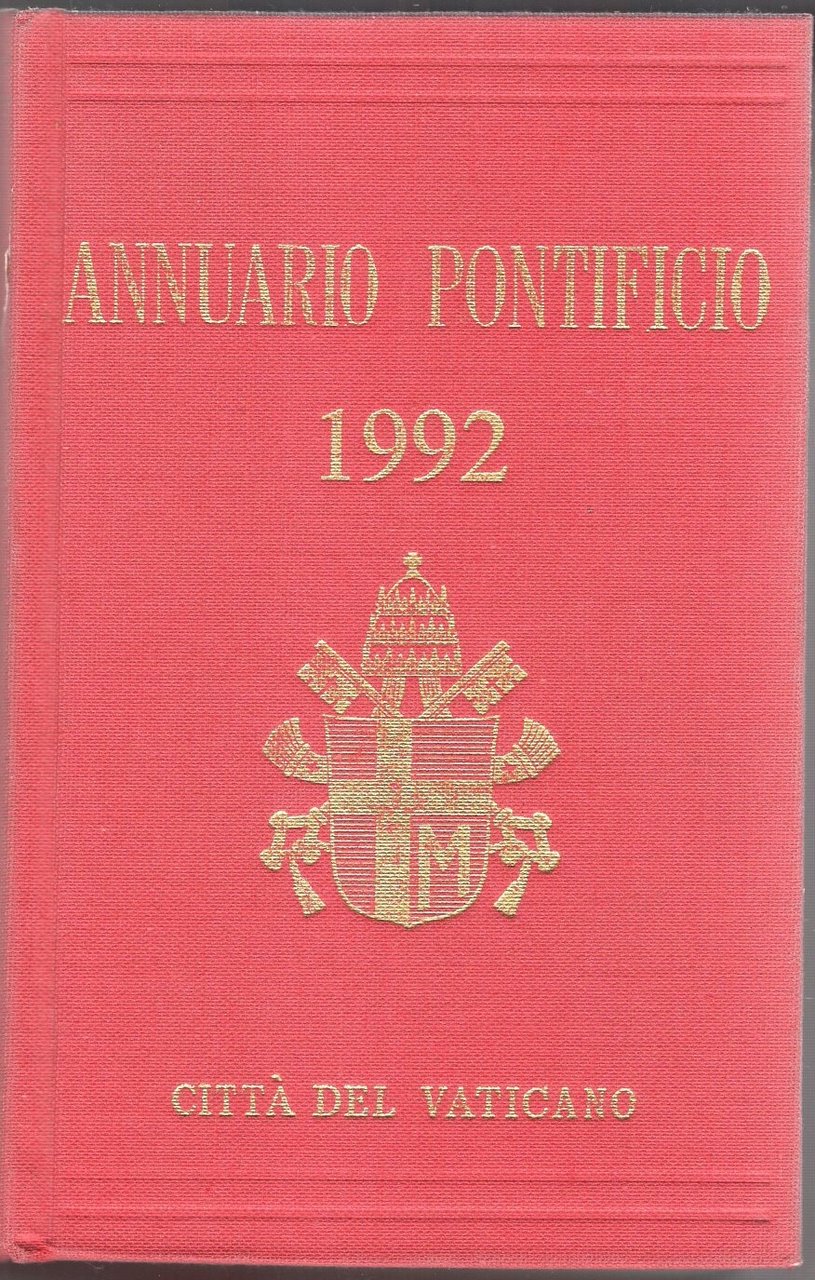 ANNUARIO PONTIFICIO
1992
M
CITTÀ DEL VATICANO